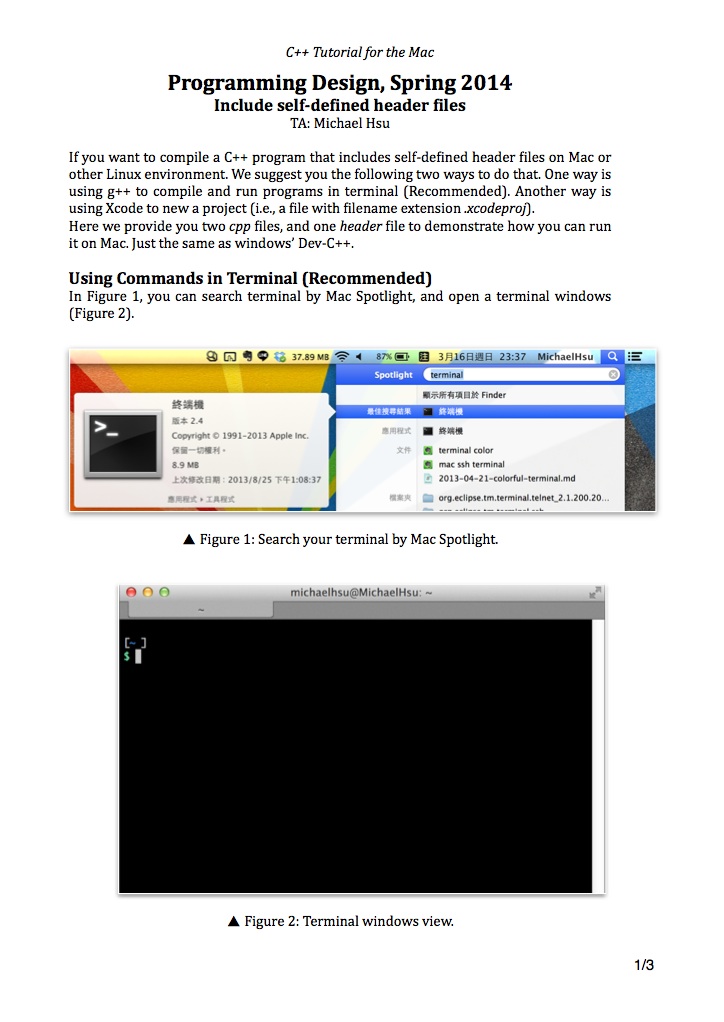 C++ Tutorial for the Mac
Programming Design, Spring 2014
Include self-defined header files
TA: Michael Hsu
If you want to compile a C++ program that includes self-defined header files on Mac or
other Linux environment. We suggest you the following two ways to do that. One way is
using g++ to compile and run programs in terminal (Recommended). Another way is
using Xcode to new a project (i.e., a file with filename extension .xcodeproj).
Here we provide you two cpp files, and one header file to demonstrate how you can run
it on Mac. Just the same as windows' Dev-C++.
Using Commands in Terminal (Recommended)
In Figure 1, you can search terminal by Mac Spotlight, and open a terminal windows
(Figure 2).
37.89 MB 87% 注 3月16日週日 23:37 MichaelHsu
Spotlight terminal
顯示所有項目於 Finder
最佳搜尋結果 終端機
應用程式 終端機
文件 terminal color
mac ssh terminal
2013-04-21-colorful-terminal.md
檔案夾 org.eclipse.tm.terminal.telnet_2.1.200.20...
org.eclipse.tm.terminal.ssh
終端機
版本 2.4
Copyright © 1991-2013 Apple Inc.
保留一切權利。
8.9 MB
上次修改日期：2013/8/25 下午1:08:37
應用程式 ▸ 工具程式
▲ Figure 1: Search your terminal by Mac Spotlight.
michaelhsu@MichaelHsu: ~
~
[~]
$
▲ Figure 2: Terminal windows view.
1/3